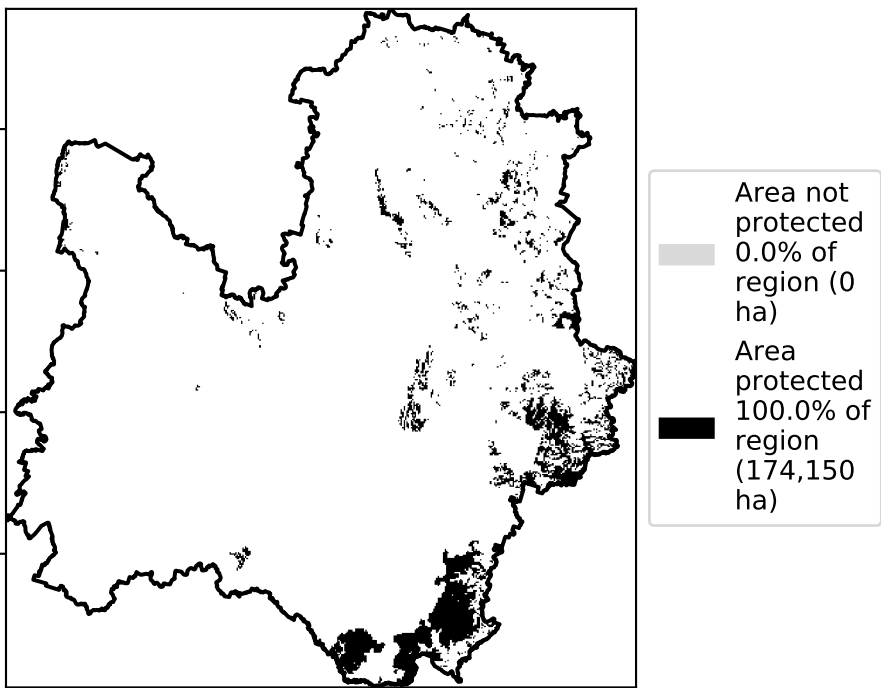 Area not
protected
0.0% of
region (0
ha)
Area
protected
100.0% of
region
(174,150
ha)